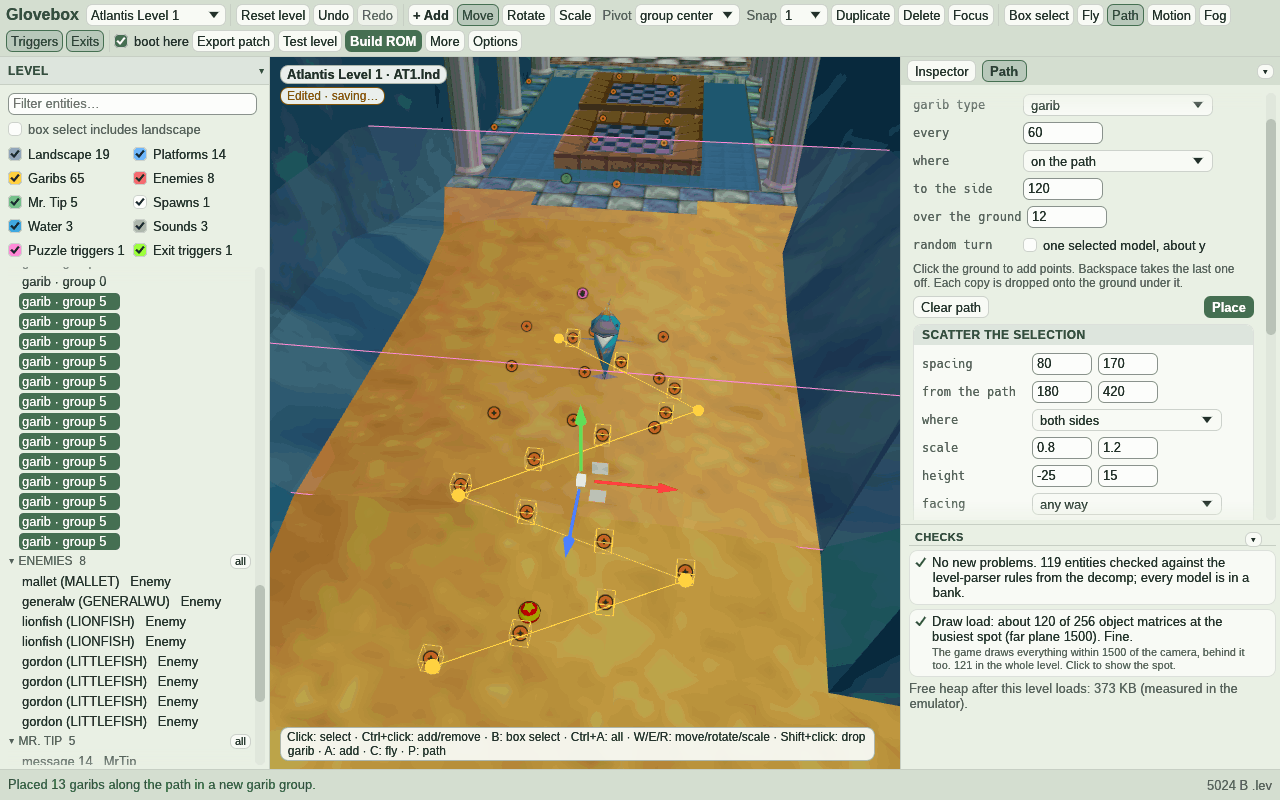 Glovebox Atlantis Level 1 Reset level Undo Redo + Add Move Rotate Scale Pivot group center Snap 1 Duplicate Delete Focus Box select Fly Path Motion Fog
Triggers Exits boot here Export patch Test level Build ROM More Options
LEVEL
Filter entities…
box select includes landscape
Landscape 19 Platforms 14
Garibs 65 Enemies 8
Mr. Tip 5 Spawns 1
Water 3 Sounds 3
Puzzle triggers 1 Exit triggers 1
garib · group 0
garib · group 5
garib · group 5
garib · group 5
garib · group 5
garib · group 5
garib · group 5
garib · group 5
garib · group 5
garib · group 5
garib · group 5
garib · group 5
garib · group 5
garib · group 5
ENEMIES 8 all
mallet (MALLET) Enemy
generalw (GENERALWU) Enemy
lionfish (LIONFISH) Enemy
lionfish (LIONFISH) Enemy
gordon (LITTLEFISH) Enemy
gordon (LITTLEFISH) Enemy
gordon (LITTLEFISH) Enemy
gordon (LITTLEFISH) Enemy
MR. TIP 5 all
message 14 MrTip
Atlantis Level 1 · AT1.lnd
Edited · saving…
Click: select · Ctrl+click: add/remove · B: box select · Ctrl+A: all · W/E/R: move/rotate/scale · Shift+click: drop
garib · A: add · C: fly · P: path
Inspector Path
garib type garib
every 60
where on the path
to the side 120
over the ground 12
random turn one selected model, about y
Click the ground to add points. Backspace takes the last one
off. Each copy is dropped onto the ground under it.
Clear path Place
SCATTER THE SELECTION
spacing 80 170
from the path 180 420
where both sides
scale 0.8 1.2
height -25 15
facing any way
CHECKS
No new problems. 119 entities checked against the
level-parser rules from the decomp; every model is in a
bank.
Draw load: about 120 of 256 object matrices at the
busiest spot (far plane 1500). Fine.
The game draws everything within 1500 of the camera, behind it
too. 121 in the whole level. Click to show the spot.
Free heap after this level loads: 373 KB (measured in the
emulator).
Placed 13 garibs along the path in a new garib group.
5024 B .lev